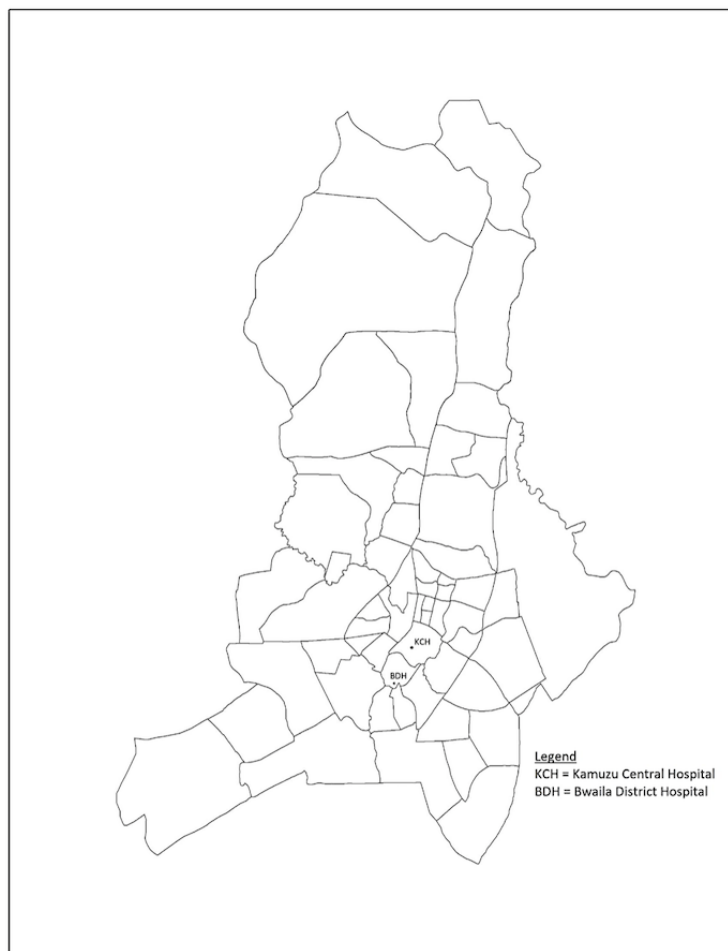 KCH
BDH
Legend
KCH = Kamuzu Central Hospital
BDH = Bwaila District Hospital